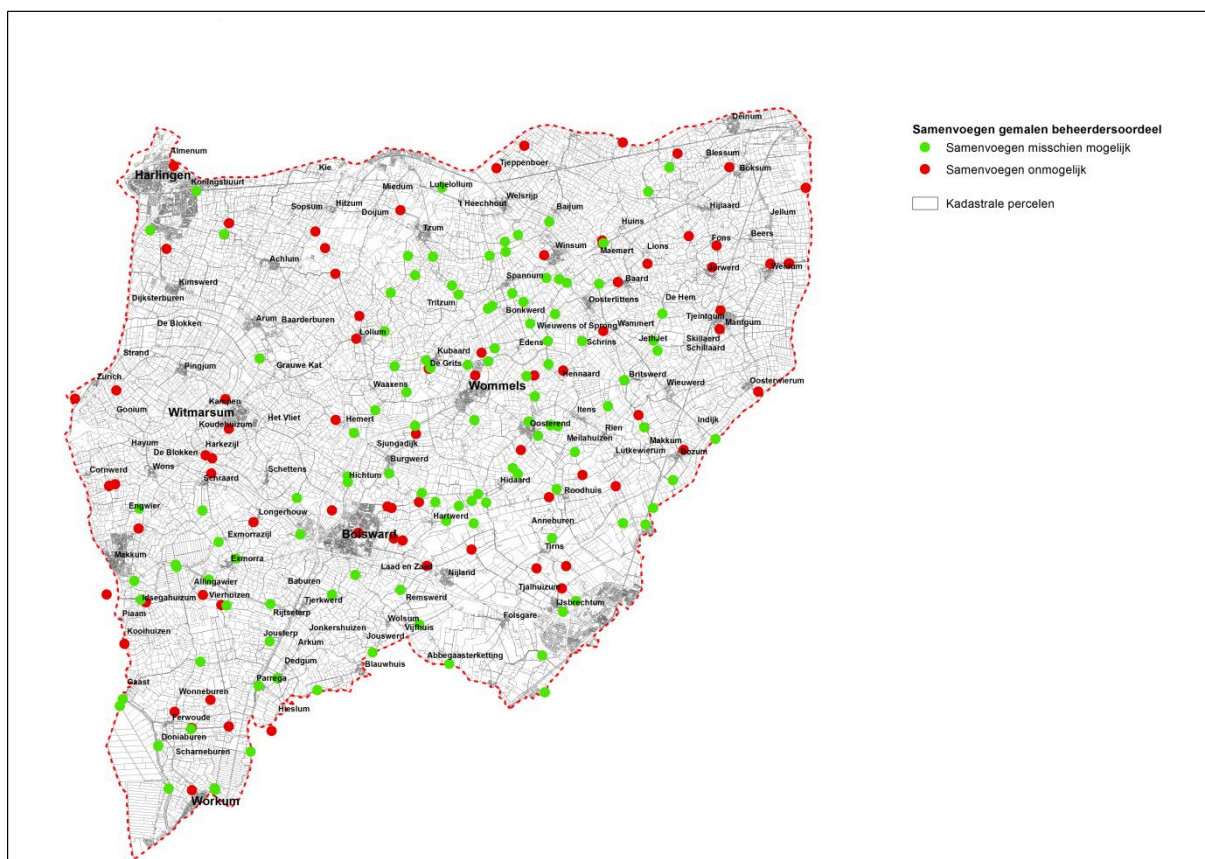 Samenvoegen gemalen beheerdersoordeel
Samenvoegen misschien mogelijk
Samenvoegen onmogelijk
Kadastrale percelen
Deinum
Almenum
Blessum
Kie
Tjeppenboer
Boksum
Harlingen
Koningsbuurt
Miedum
Lutjelollum
Welsrijp
Sopsum
Hitzum
Doijum
't Heechhout
Baijum
Hijlaard
Jellum
Tzum
Huins
Beers
Winsum
Maemert
Lions
Fons
Achlum
Jorwerd
Weidum
Kimswerd
Spannum
Baard
Dijksterburen
Tritzum
Oosterlittens
De Hem
Arum
Baarderburen
Bonkwerd
Tjeintgum
De Blokken
Wieuwens of Sprong
Wammert
Mantgum
Lollum
Edens
Schrins
Jethjet
Skillaerd
Schillaard
Strand
Kubaard
Grauwe Kat
De Grits
Pingjum
Hennaard
Britswerd
Zurich
Waaxens
Wommels
Wieuwerd
Oosterwierum
Kampen
Gooium
Witmarsum
Het Vliet
Hemert
Itens
Koudehuizum
Oosterend
Rien
Indijk
Hayum
Harkezijl
Sjungadijk
Meilahuizen
Makkum
De Blokken
Burgwerd
Lutkewierum
Bozum
Cornwerd
Wons
Schettens
Hichtum
Hidaard
Schraard
Roodhuis
Engwier
Longerhouw
Hartwerd
Anneburen
Exmorrazijl
Bolsward
Makkum
Exmorra
Tirns
Laad en Zaad
Nijland
Allingawier
Baburen
Tjalhuizum
Idsegahuizum
Vierhuizen
Tjerkwerd
Remswerd
IJsbrechtum
Piaam
Rijtseterp
Wolsum
Folsgare
Kooihuizen
Jousterp
Jonkershuizen
Vijfhuis
Arkum
Jouswerd
Dedgum
Abbegaasterketting
Blauwhuis
Gaast
Parrega
Wonneburen
Hieslum
Ferwoude
Doniaburen
Scharneburen
Workum